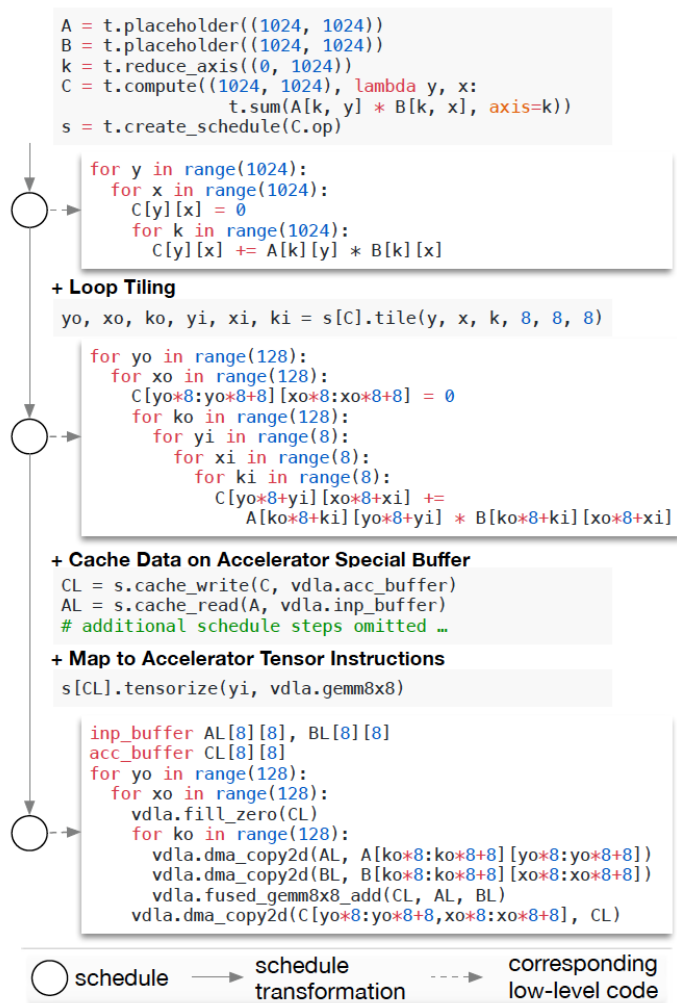 A = t.placeholder((1024, 1024))
B = t.placeholder((1024, 1024))
k = t.reduce_axis((0, 1024))
C = t.compute((1024, 1024), lambda y, x:
t.sum(A[k, y] * B[k, x], axis=k))
s = t.create_schedule(C.op)
for y in range(1024):
for x in range(1024):
C[y][x] = 0
for k in range(1024):
C[y][x] += A[k][y] * B[k][x]
+ Loop Tiling
yo, xo, ko, yi, xi, ki = s[C].tile(y, x, k, 8, 8, 8)
for yo in range(128):
for xo in range(128):
C[yo*8:yo*8+8][xo*8:xo*8+8] = 0
for ko in range(128):
for yi in range(8):
for xi in range(8):
for ki in range(8):
C[yo*8+yi][xo*8+xi] +=
A[ko*8+ki][yo*8+yi] * B[ko*8+ki][xo*8+xi]
+ Cache Data on Accelerator Special Buffer
CL = s.cache_write(C, vdla.acc_buffer)
AL = s.cache_read(A, vdla.inp_buffer)
# additional schedule steps omitted …
+ Map to Accelerator Tensor Instructions
s[CL].tensorize(yi, vdla.gemm8x8)
inp_buffer AL[8][8], BL[8][8]
acc_buffer CL[8][8]
for yo in range(128):
for xo in range(128):
vdla.fill_zero(CL)
for ko in range(128):
vdla.dma_copy2d(AL, A[ko*8:ko*8+8][yo*8:yo*8+8])
vdla.dma_copy2d(BL, B[ko*8:ko*8+8][xo*8:xo*8+8])
vdla.fused_gemm8x8_add(CL, AL, BL)
vdla.dma_copy2d(C[yo*8:yo*8+8,xo*8:xo*8+8], CL)
schedule
schedule
transformation
corresponding
low-level code